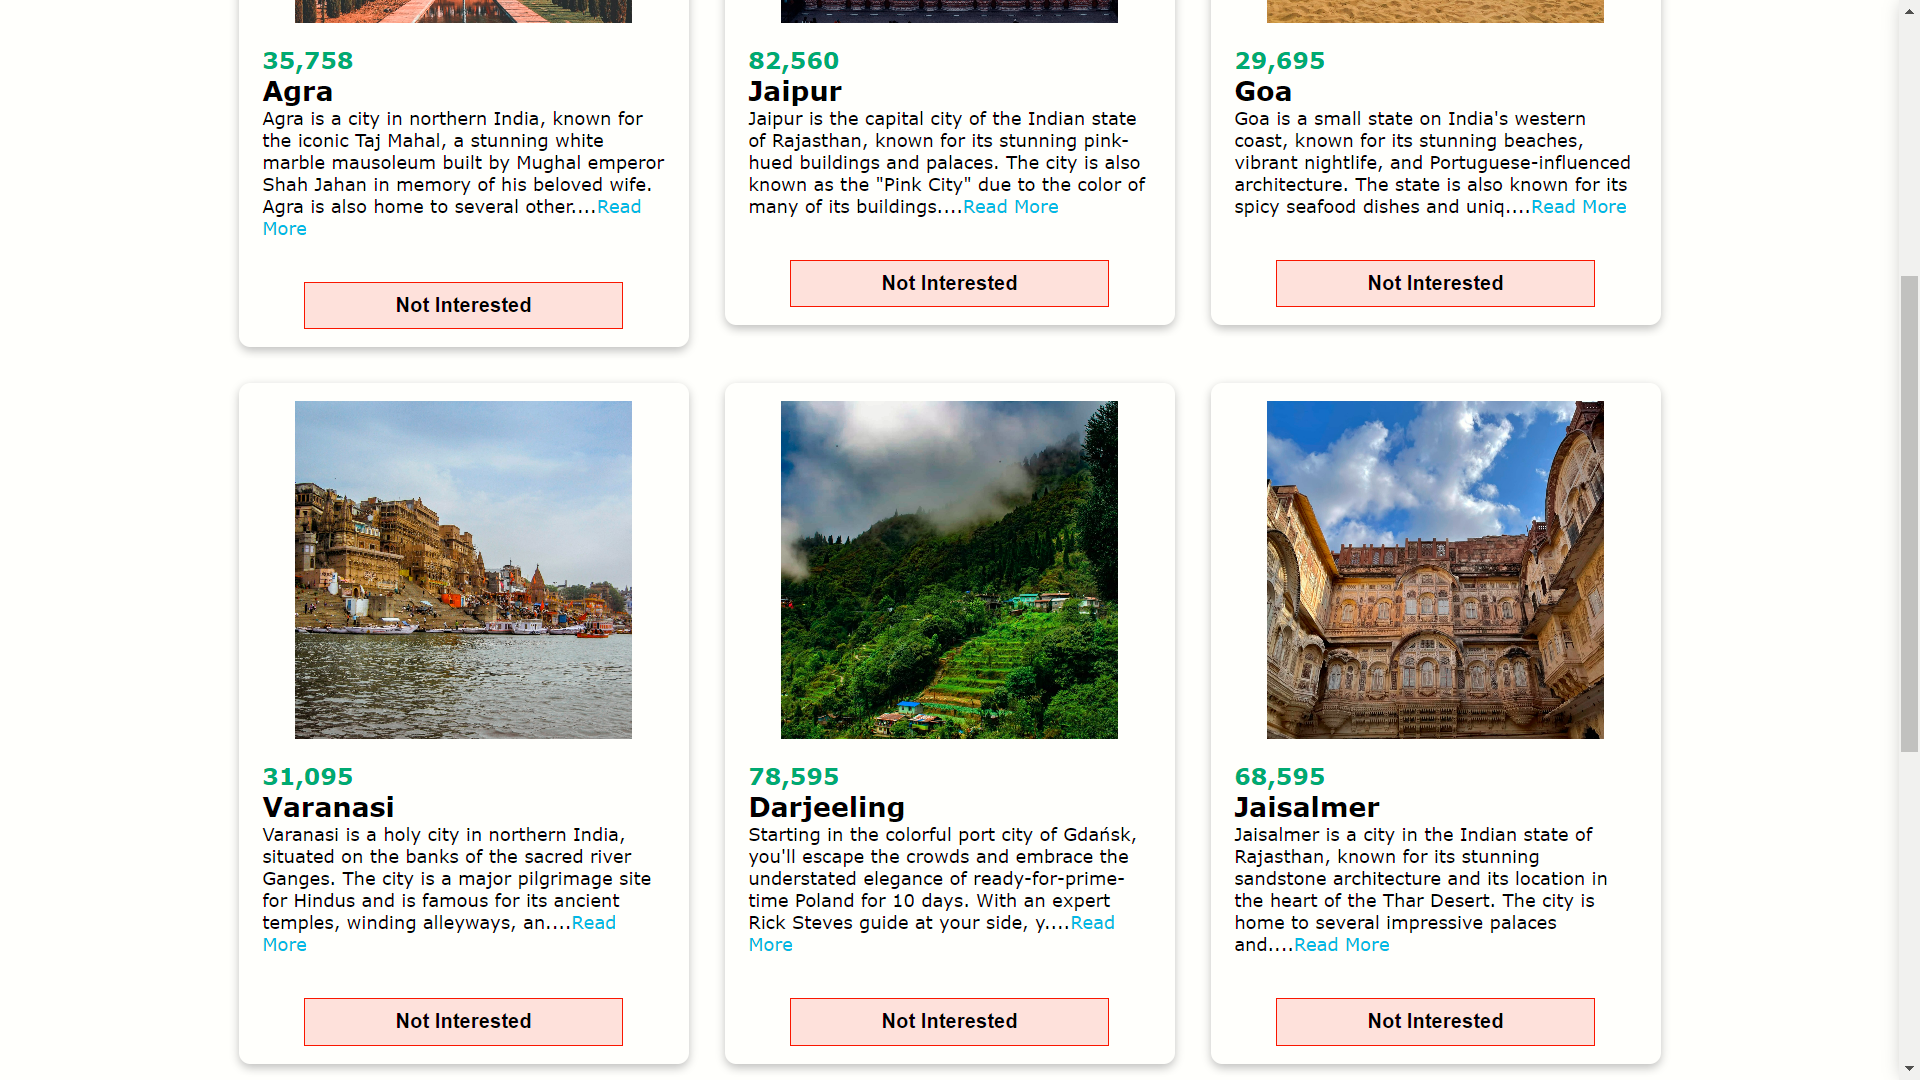 35,758
Agra
Agra is a city in northern India, known for
the iconic Taj Mahal, a stunning white
marble mausoleum built by Mughal emperor
Shah Jahan in memory of his beloved wife.
Agra is also home to several other....Read
More
Not Interested
82,560
Jaipur
Jaipur is the capital city of the Indian state
of Rajasthan, known for its stunning pink-
hued buildings and palaces. The city is also
known as the "Pink City" due to the color of
many of its buildings....Read More
Not Interested
29,695
Goa
Goa is a small state on India's western
coast, known for its stunning beaches,
vibrant nightlife, and Portuguese-influenced
architecture. The state is also known for its
spicy seafood dishes and uniq....Read More
Not Interested
31,095
Varanasi
Varanasi is a holy city in northern India,
situated on the banks of the sacred river
Ganges. The city is a major pilgrimage site
for Hindus and is famous for its ancient
temples, winding alleyways, an....Read
More
Not Interested
78,595
Darjeeling
Starting in the colorful port city of Gdańsk,
you'll escape the crowds and embrace the
understated elegance of ready-for-prime-
time Poland for 10 days. With an expert
Rick Steves guide at your side, y....Read
More
Not Interested
68,595
Jaisalmer
Jaisalmer is a city in the Indian state of
Rajasthan, known for its stunning
sandstone architecture and its location in
the heart of the Thar Desert. The city is
home to several impressive palaces
and....Read More
Not Interested